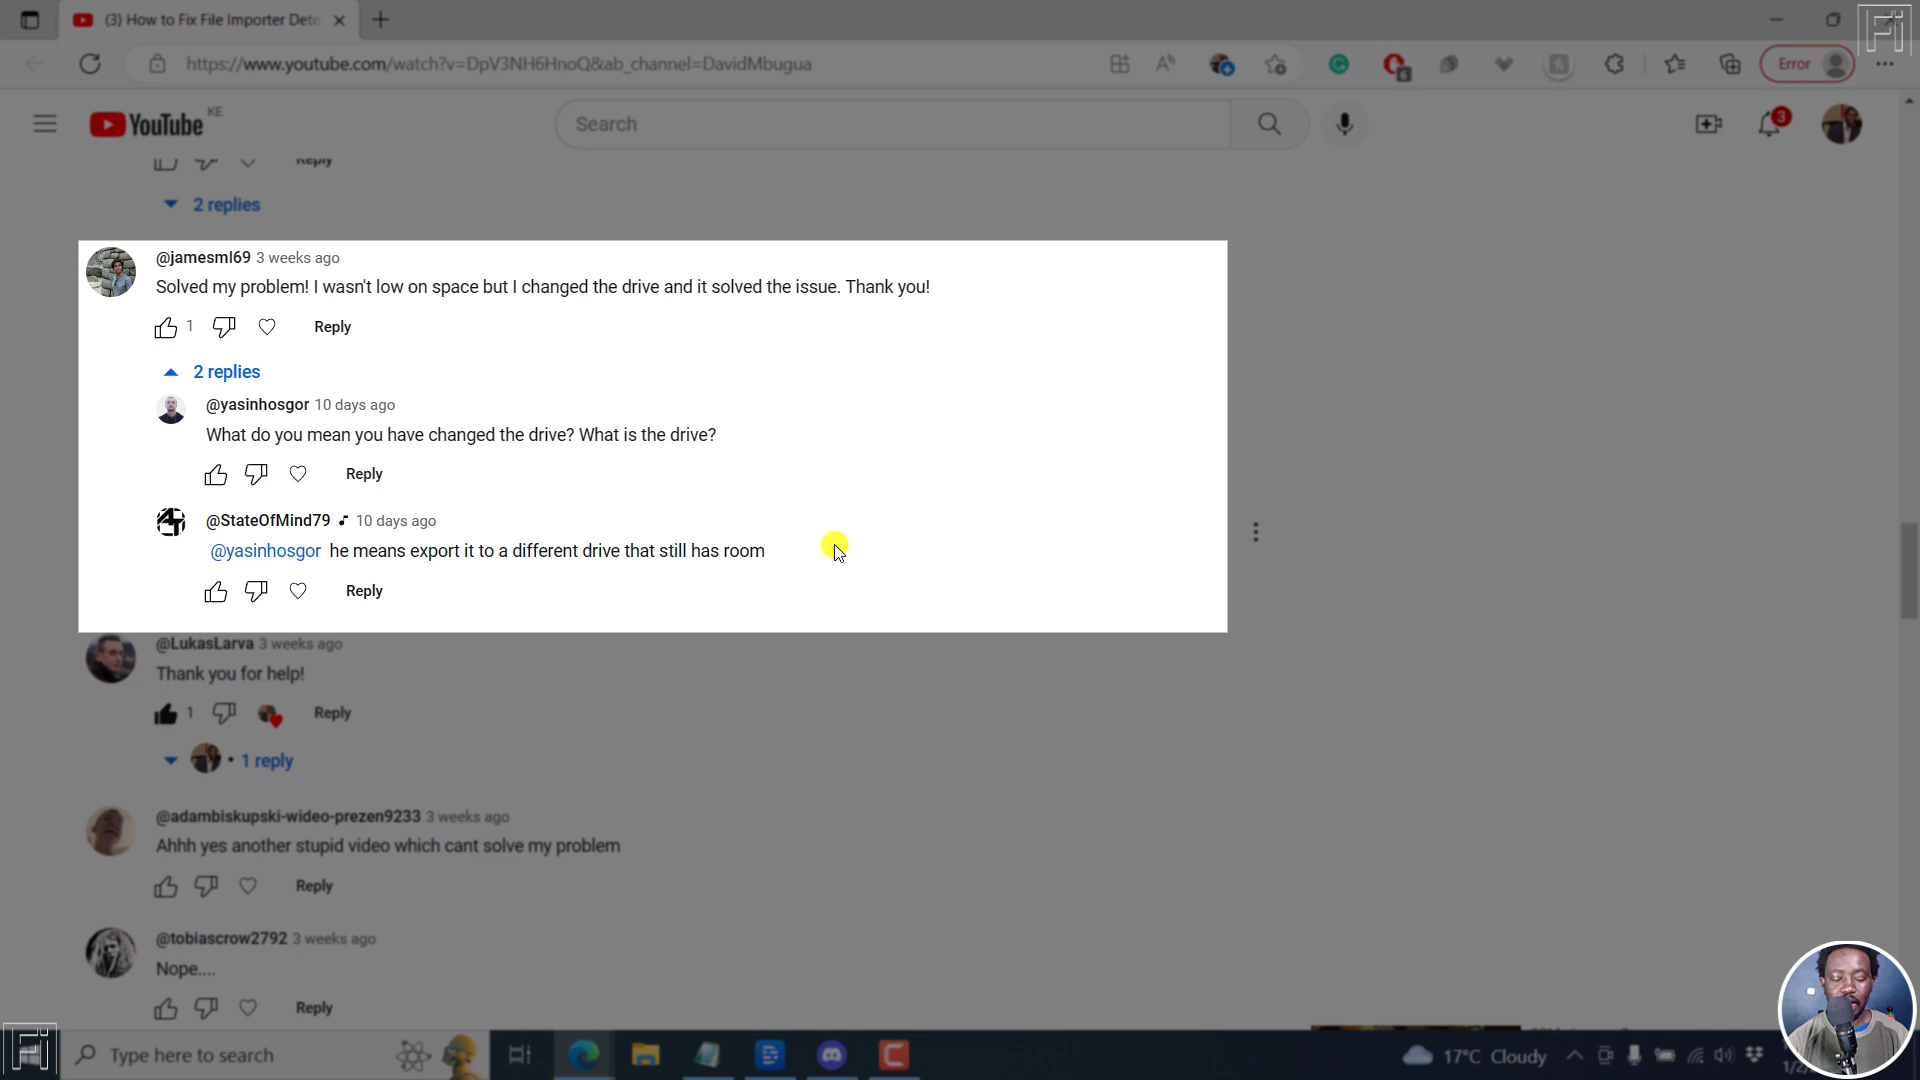 (3) How to Fix File Importer Dete
https://www.youtube.com/watch?v=DpV3NH6HnoQ&ab_channel=DavidMbugua
6
Error
YouTube KE
Search
3
Reply
2 replies
@jamesml69 3 weeks ago
Solved my problem! I wasn't low on space but I changed the drive and it solved the issue. Thank you!
1 Reply
2 replies
@yasinhosgor 10 days ago
What do you mean you have changed the drive? What is the drive?
Reply
@StateOfMind79 10 days ago
@yasinhosgor he means export it to a different drive that still has room
Reply
@LukasLarva 3 weeks ago
Thank you for help!
1 Reply
• 1 reply
@adambiskupski-wideo-prezen9233 3 weeks ago
Ahhh yes another stupid video which cant solve my problem
Reply
@tobiascrow2792 3 weeks ago
Nope....
Reply
Type here to search
17°C Cloudy